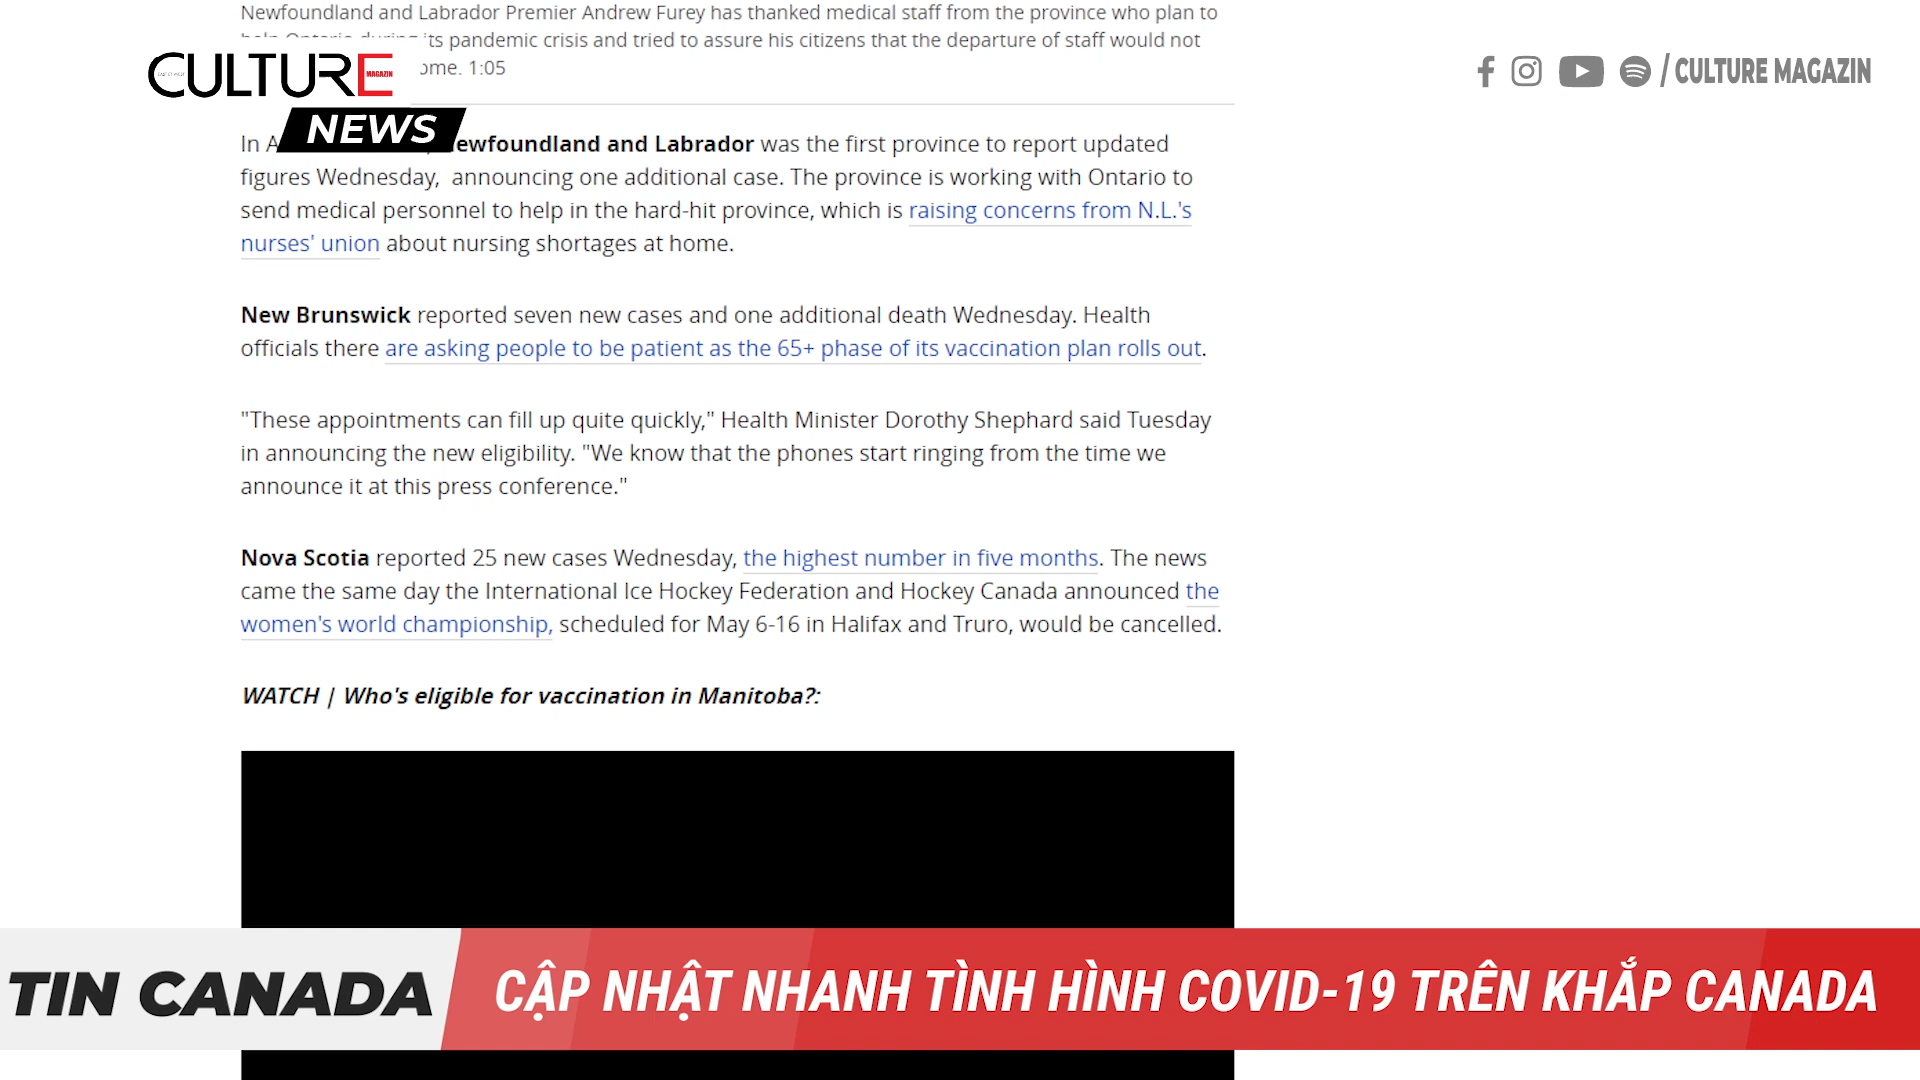 Newfoundland and Labrador Premier Andrew Furey has thanked medical staff from the province who plan to
its pandemic crisis and tried to assure his citizens that the departure of staff would not
ome. 1:05
CULTURE
MAGAZIN
NEWS
/ CULTURE MAGAZIN
In A ewfoundland and Labrador was the first province to report updated
figures Wednesday, announcing one additional case. The province is working with Ontario to
send medical personnel to help in the hard-hit province, which is raising concerns from N.L.'s
nurses' union about nursing shortages at home.
New Brunswick reported seven new cases and one additional death Wednesday. Health
officials there are asking people to be patient as the 65+ phase of its vaccination plan rolls out.
"These appointments can fill up quite quickly," Health Minister Dorothy Shephard said Tuesday
in announcing the new eligibility. "We know that the phones start ringing from the time we
announce it at this press conference."
Nova Scotia reported 25 new cases Wednesday, the highest number in five months. The news
came the same day the International Ice Hockey Federation and Hockey Canada announced the
women's world championship, scheduled for May 6-16 in Halifax and Truro, would be cancelled.
WATCH | Who's eligible for vaccination in Manitoba?:
TIN CANADA
CẬP NHẬT NHANH TÌNH HÌNH COVID-19 TRÊN KHẮP CANADA